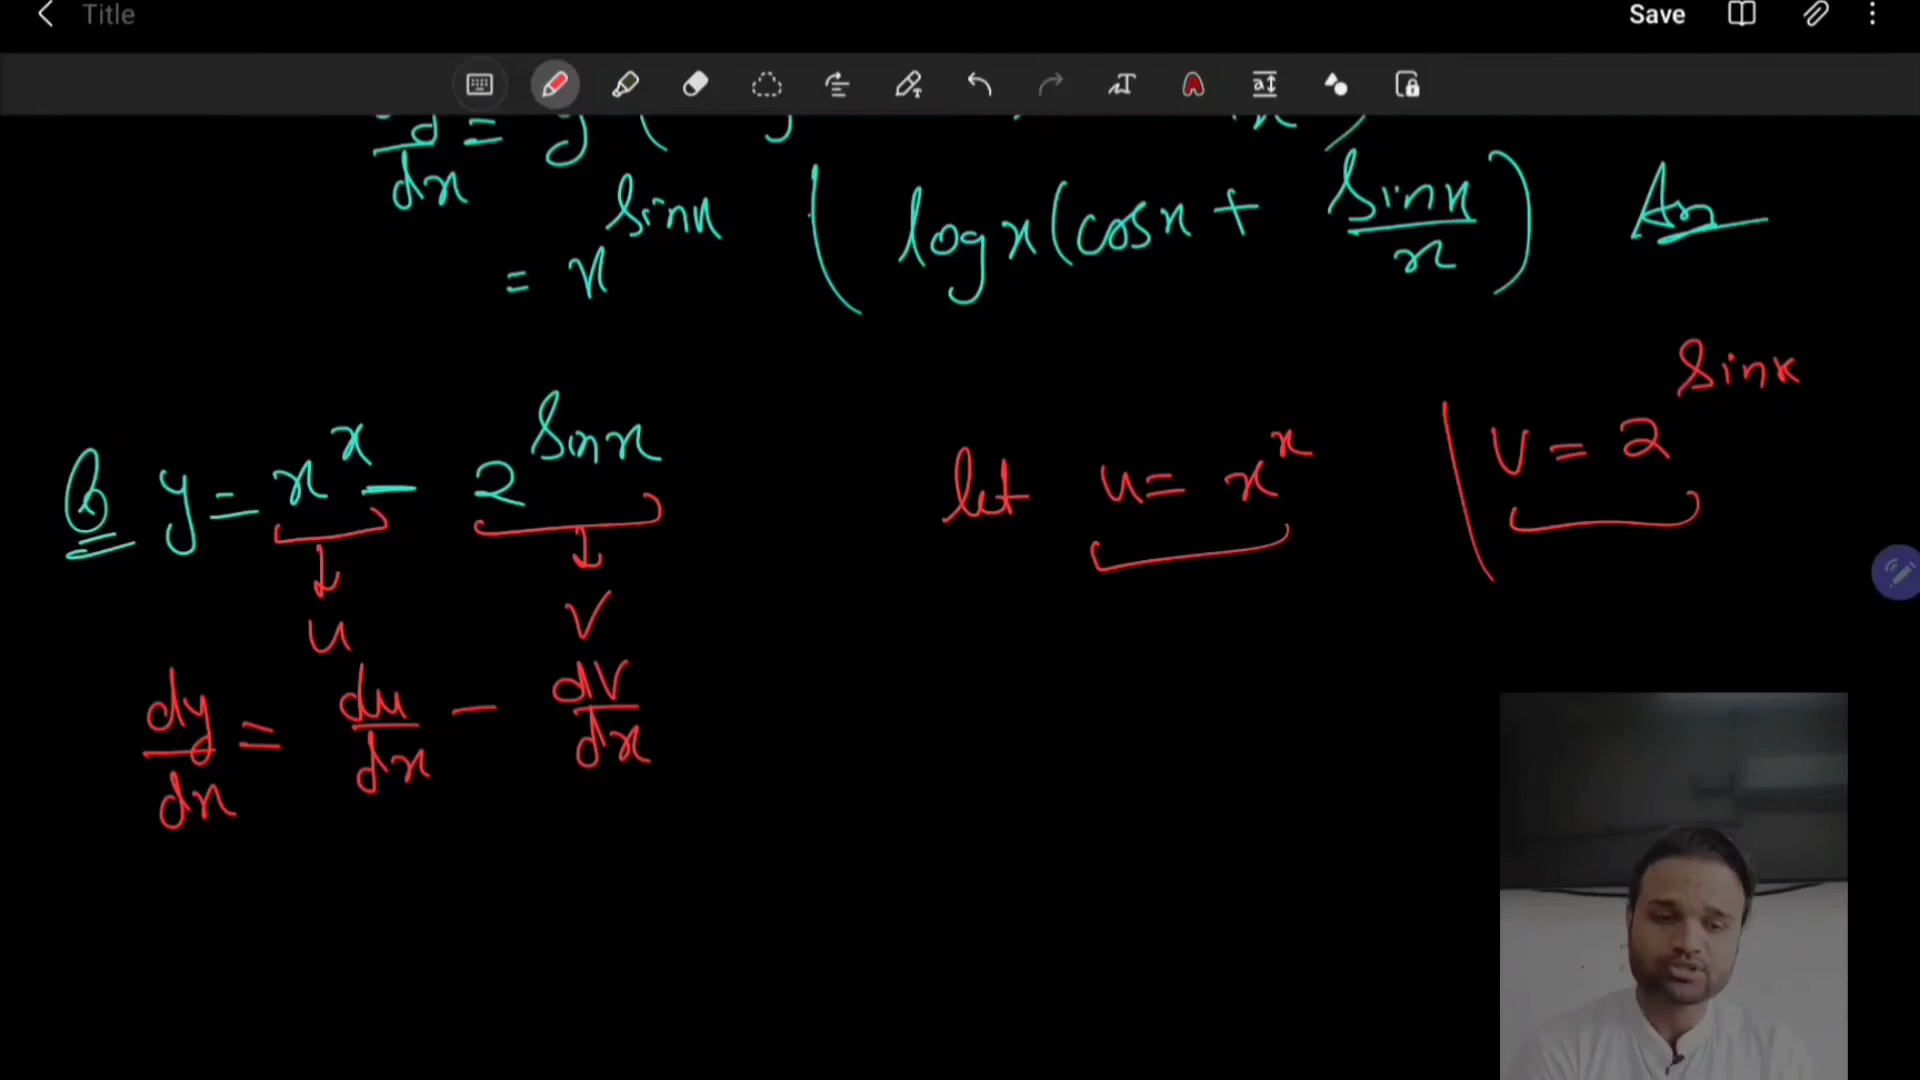 Title
Save
dy/dx = y (
= x^sinx ( log x (cosx + sinx/x ) Ans
Q y = x^x - 2^sinx
let u = x^x | v = 2^sinx
u v
dy/dx = du/dx - dv/dx